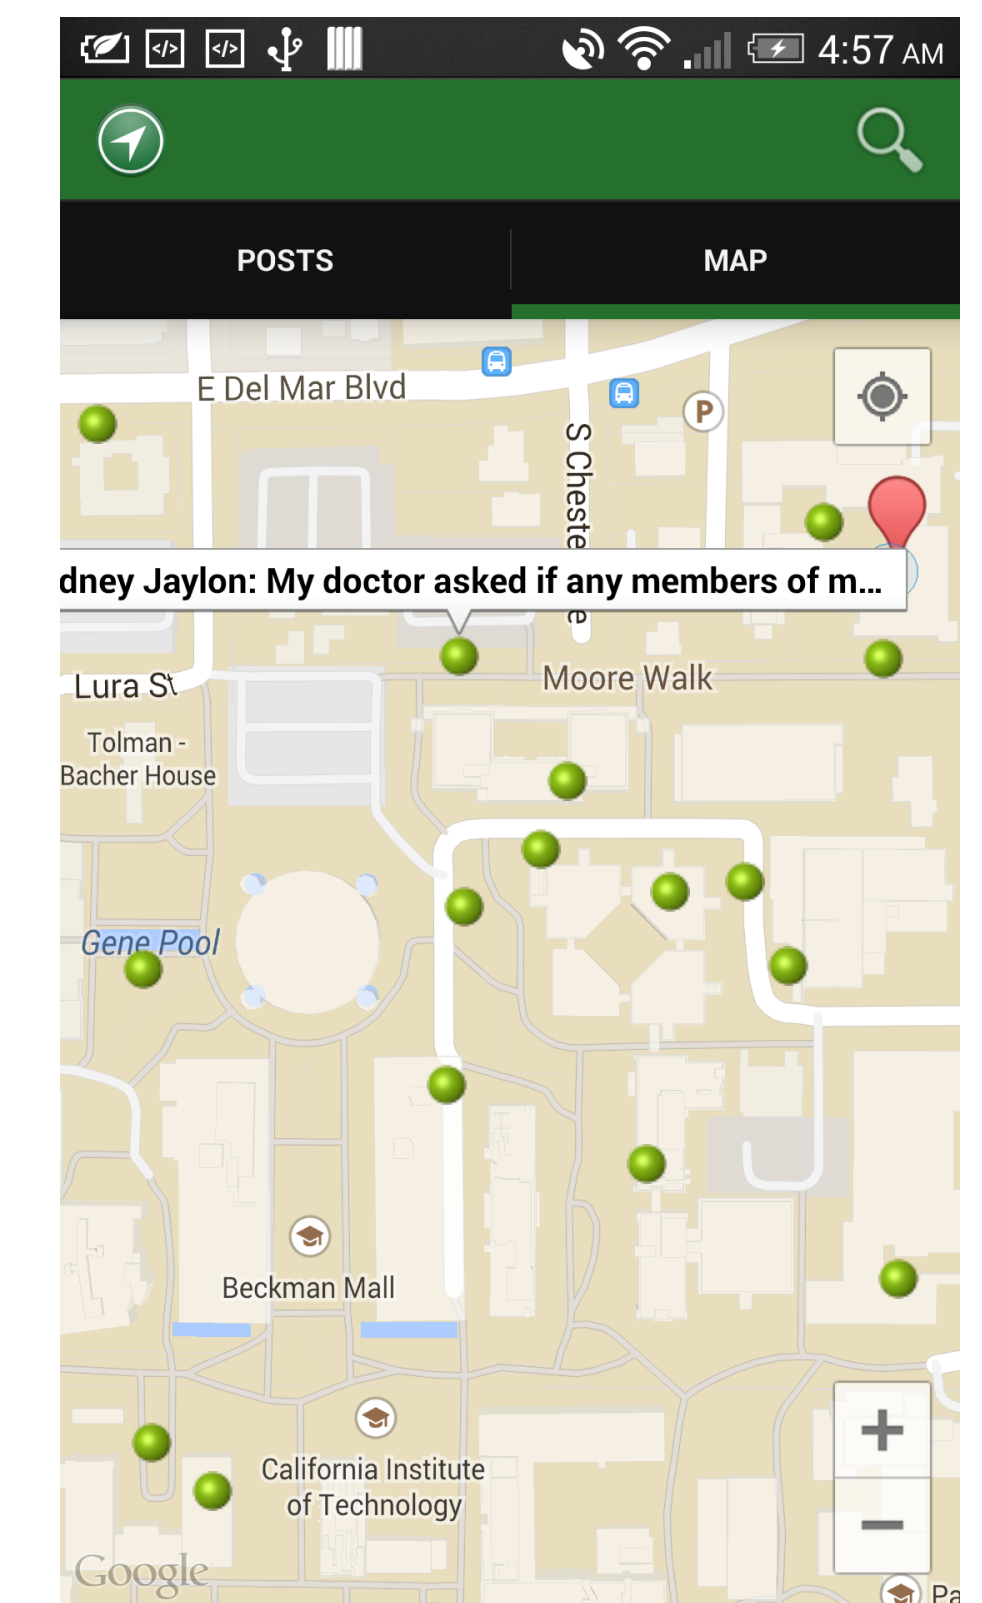 4:57 AM
POSTS
MAP
E Del Mar Blvd
P
S Cheste
e
dney Jaylon: My doctor asked if any members of m...
Lura St
Moore Walk
Tolman -
Bacher House
Gene Pool
Beckman Mall
California Institute
of Technology
Google
Pa